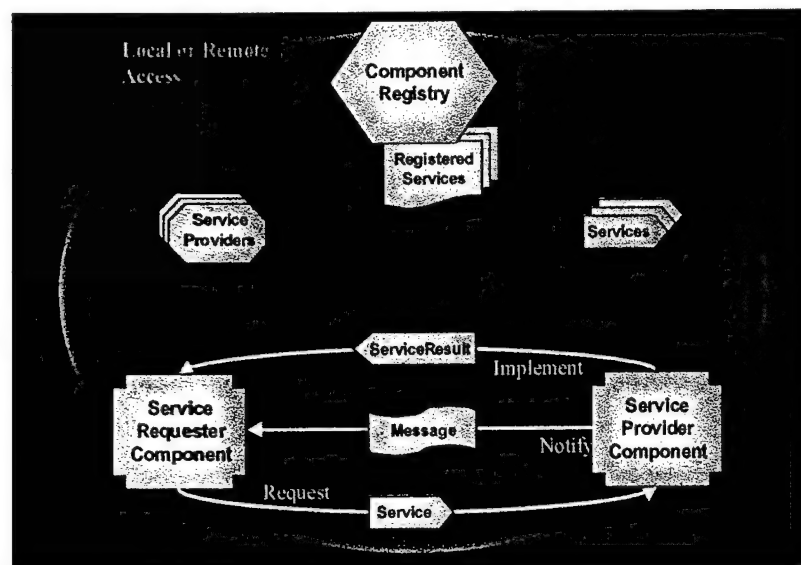 Local or Remote
Access
Component
Registry
Registered
Services
Service
Providers
Services
ServiceResult
Implement
Service
Requester
Component
Message
Notify
Service
Provider
Component
Request
Service